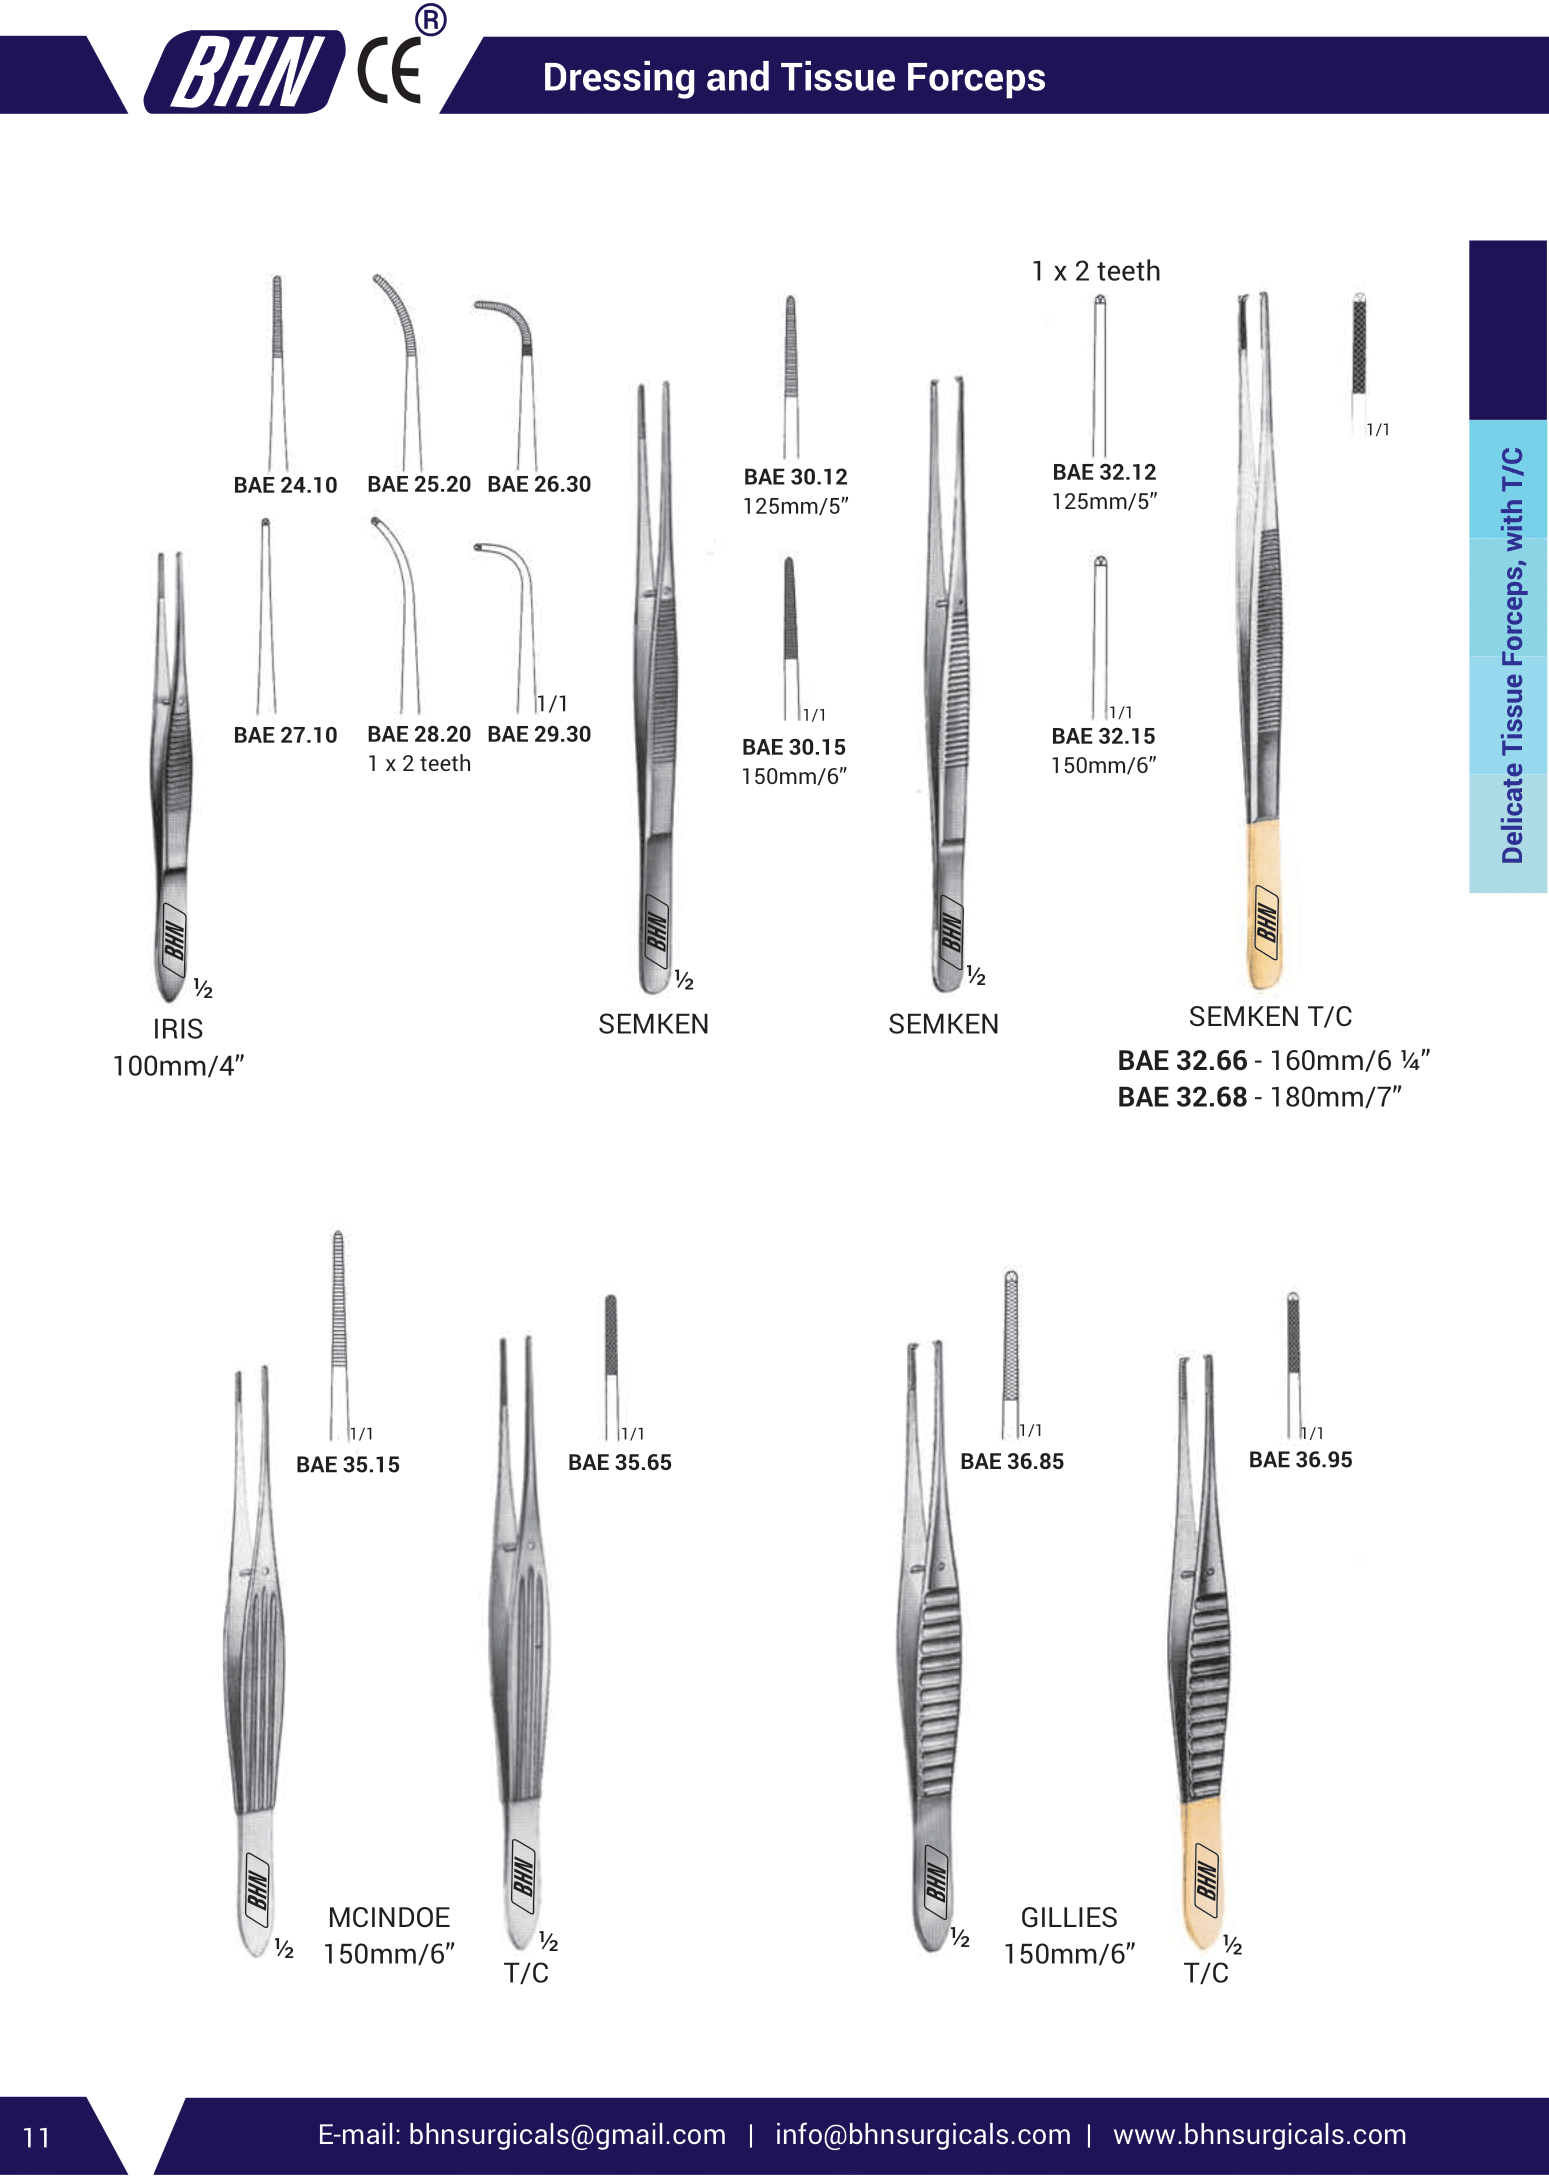 BHN CE ®
Dressing and Tissue Forceps
1 x 2 teeth
1/1
BAE 24.10
BAE 25.20
BAE 26.30
BAE 30.12
125mm/5”
BAE 32.12
125mm/5”
1/1
BAE 27.10
BAE 28.20
1 x 2 teeth
BAE 29.30
1/1
BAE 30.15
150mm/6”
1/1
BAE 32.15
150mm/6”
Delicate Tissue Forceps, with T/C
BHN
½
IRIS
100mm/4”
BHN
½
SEMKEN
BHN
½
SEMKEN
BHN
SEMKEN T/C
BAE 32.66 - 160mm/6 ¼”
BAE 32.68 - 180mm/7”
1/1
BAE 35.15
1/1
BAE 35.65
1/1
BAE 36.85
1/1
BAE 36.95
BHN
½
MCINDOE
150mm/6”
BHN
½
T/C
BHN
½
GILLIES
150mm/6”
BHN
½
T/C
11
E-mail: bhnsurgicals@gmail.com | info@bhnsurgicals.com | www.bhnsurgicals.com